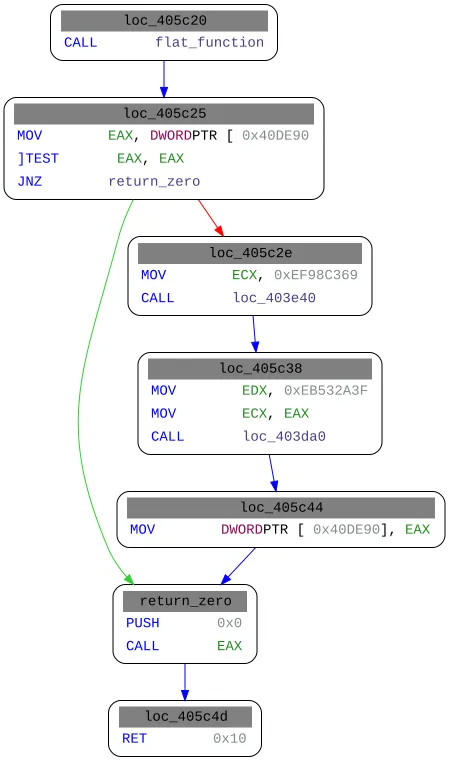 loc_405c20
CALL flat_function
loc_405c25
MOV EAX, DWORDPTR [ 0x40DE90
]TEST EAX, EAX
JNZ return_zero
loc_405c2e
MOV ECX, 0xEF98C369
CALL loc_403e40
loc_405c38
MOV EDX, 0xEB532A3F
MOV ECX, EAX
CALL loc_403da0
loc_405c44
MOV DWORDPTR [ 0x40DE90], EAX
return_zero
PUSH 0x0
CALL EAX
loc_405c4d
RET 0x10